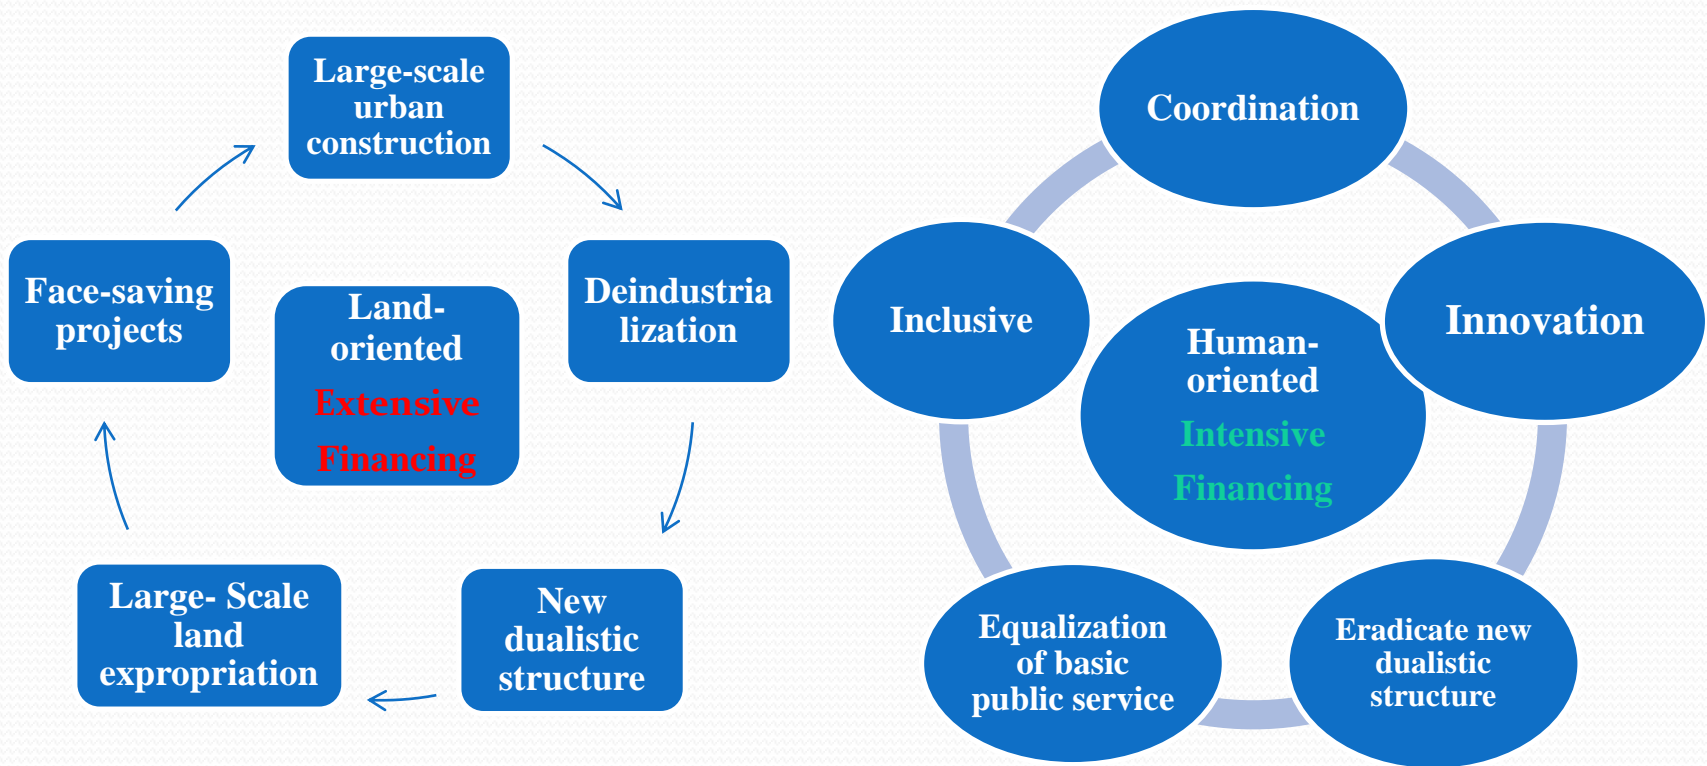 Large-scale
urban
construction
Deindustria
lization
New
dualistic
structure
Large- Scale
land
expropriation
Face-saving
projects
Land-
oriented
Extensive
Financing
Coordination
Innovation
Eradicate new
dualistic
structure
Equalization
of basic
public service
Inclusive
Human-
oriented
Intensive
Financing